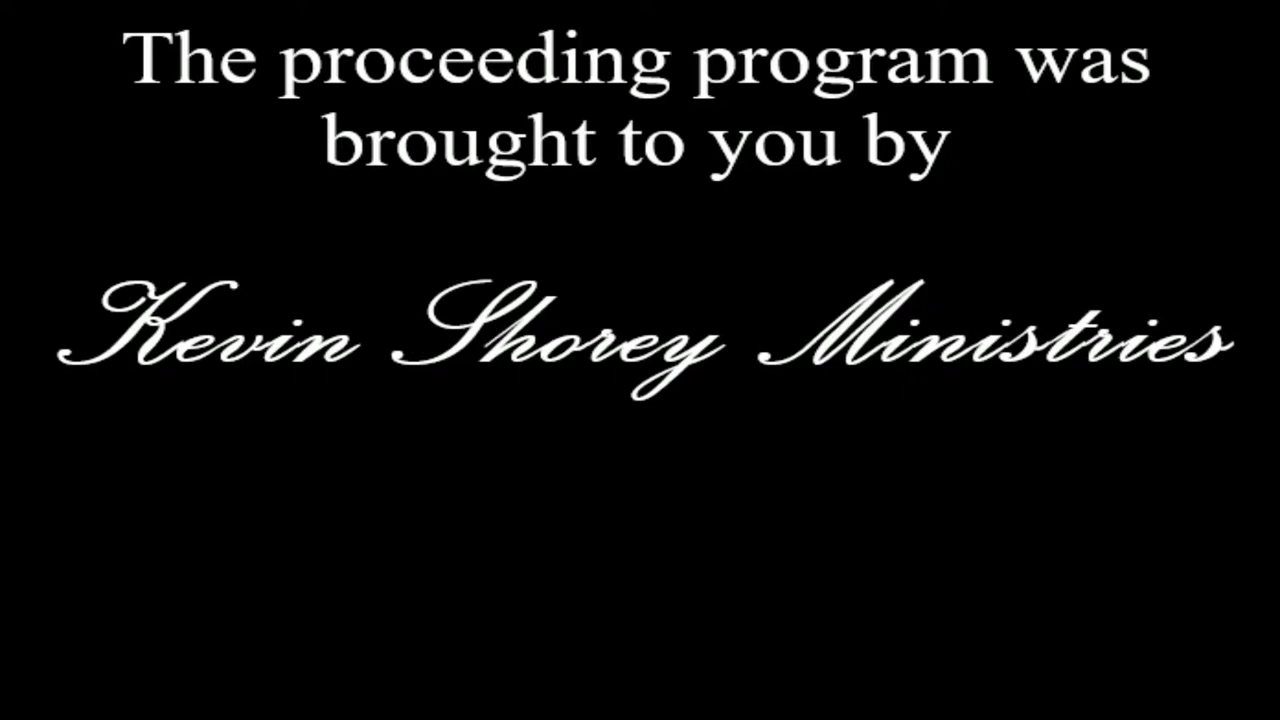 The proceeding program was
brought to you by
Kevin Shorey Ministries